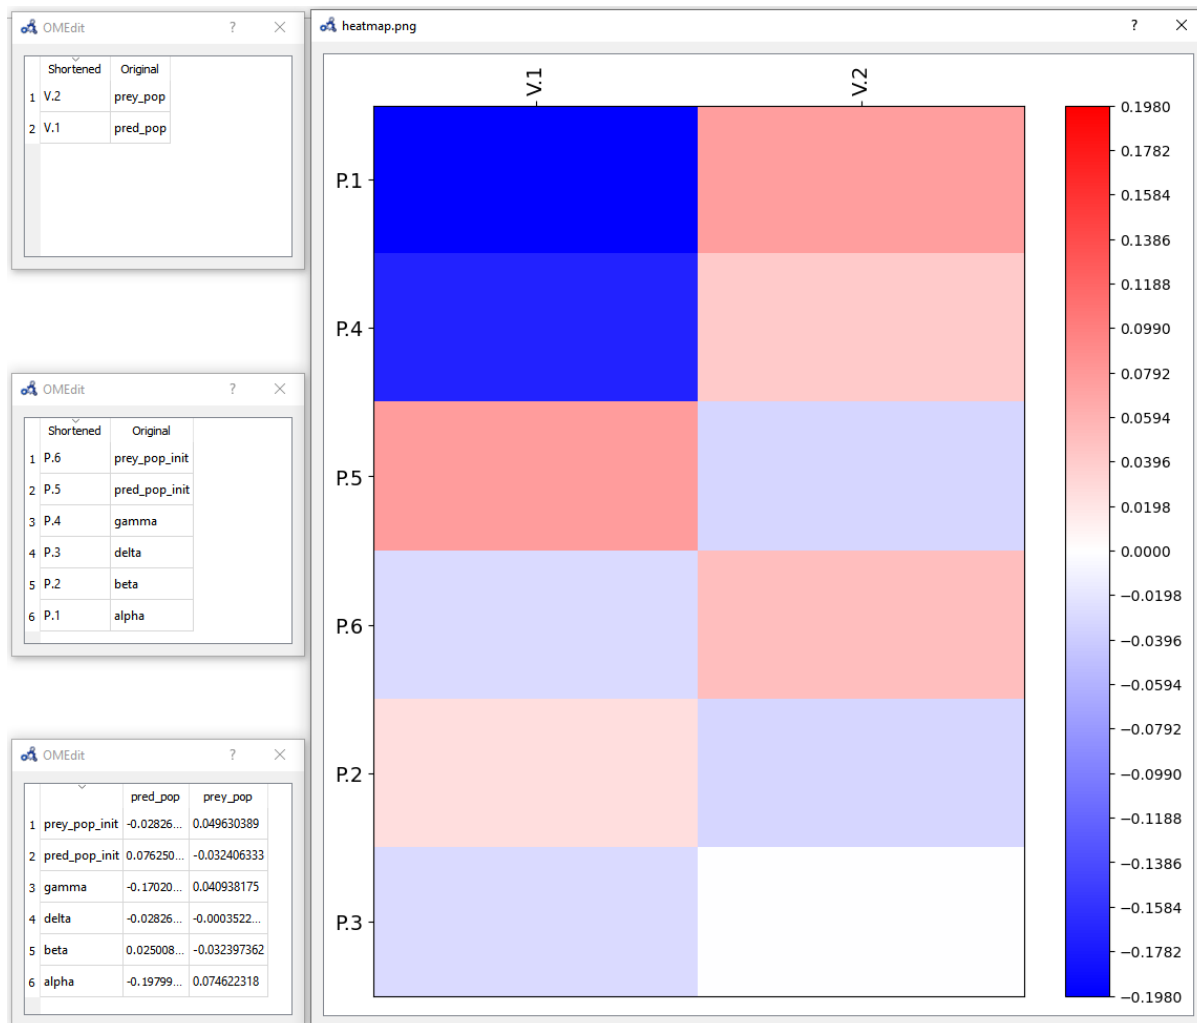 OMEdit ? ×
Shortened Original
1 V.2 prey_pop
2 V.1 pred_pop
OMEdit ? ×
Shortened Original
1 P.6 prey_pop_init
2 P.5 pred_pop_init
3 P.4 gamma
4 P.3 delta
5 P.2 beta
6 P.1 alpha
OMEdit ? ×
pred_pop prey_pop
1 prey_pop_init -0.02826... 0.049630389
2 pred_pop_init 0.076250... -0.032406333
3 gamma -0.17020... 0.040938175
4 delta -0.02826... -0.0003522...
5 beta 0.025008... -0.032397362
6 alpha -0.19799... 0.074622318
heatmap.png ? ×
V.1 V.2
P.1
P.4
P.5
P.6
P.2
P.3
0.1980
0.1782
0.1584
0.1386
0.1188
0.0990
0.0792
0.0594
0.0396
0.0198
0.0000
−0.0198
−0.0396
−0.0594
−0.0792
−0.0990
−0.1188
−0.1386
−0.1584
−0.1782
−0.1980